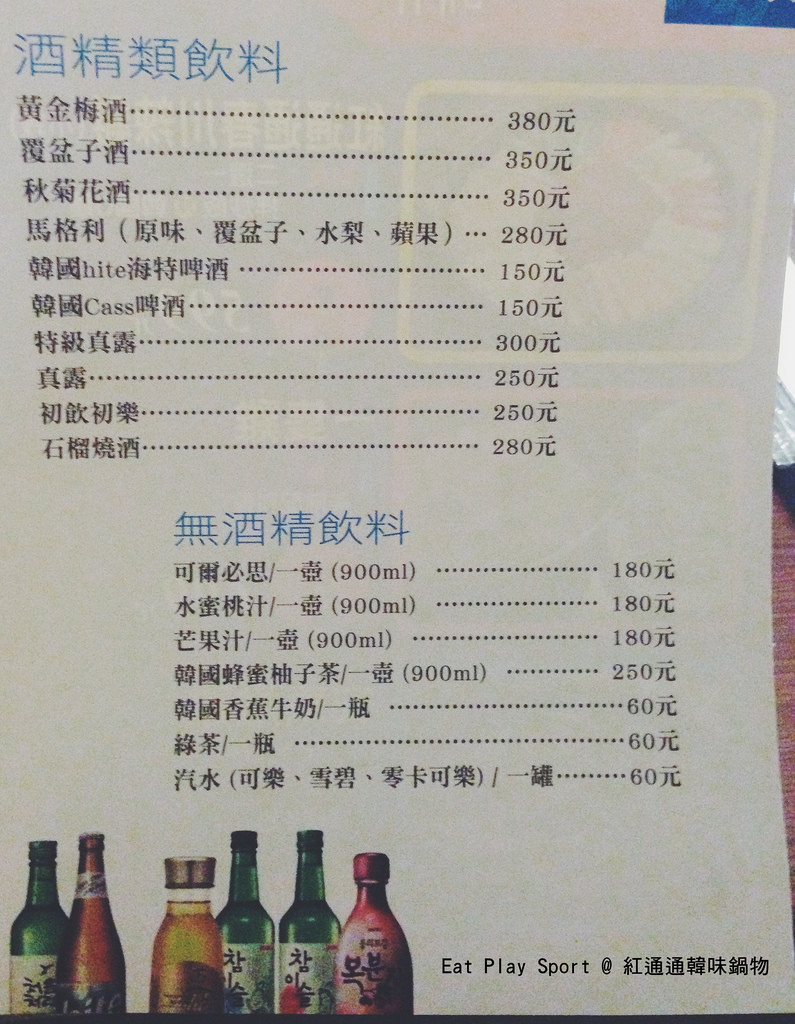 酒精類飲料
黃金梅酒 380元
覆盆子酒 350元
秋菊花酒 350元
馬格利（原味、覆盆子、水梨、蘋果） 280元
韓國hite海特啤酒 150元
韓國Cass啤酒 150元
特級真露 300元
真露 250元
初飲初樂 250元
石榴燒酒 280元
無酒精飲料
可爾必思/一壺 (900ml) 180元
水蜜桃汁/一壺 (900ml) 180元
芒果汁/一壺 (900ml) 180元
韓國蜂蜜柚子茶/一壺 (900ml) 250元
韓國香蕉牛奶/一瓶 60元
綠茶/一瓶 60元
汽水 (可樂、雪碧、零卡可樂) / 一罐 60元
참이슬 참이슬
Eat Play Sport @ 紅通通韓味鍋物